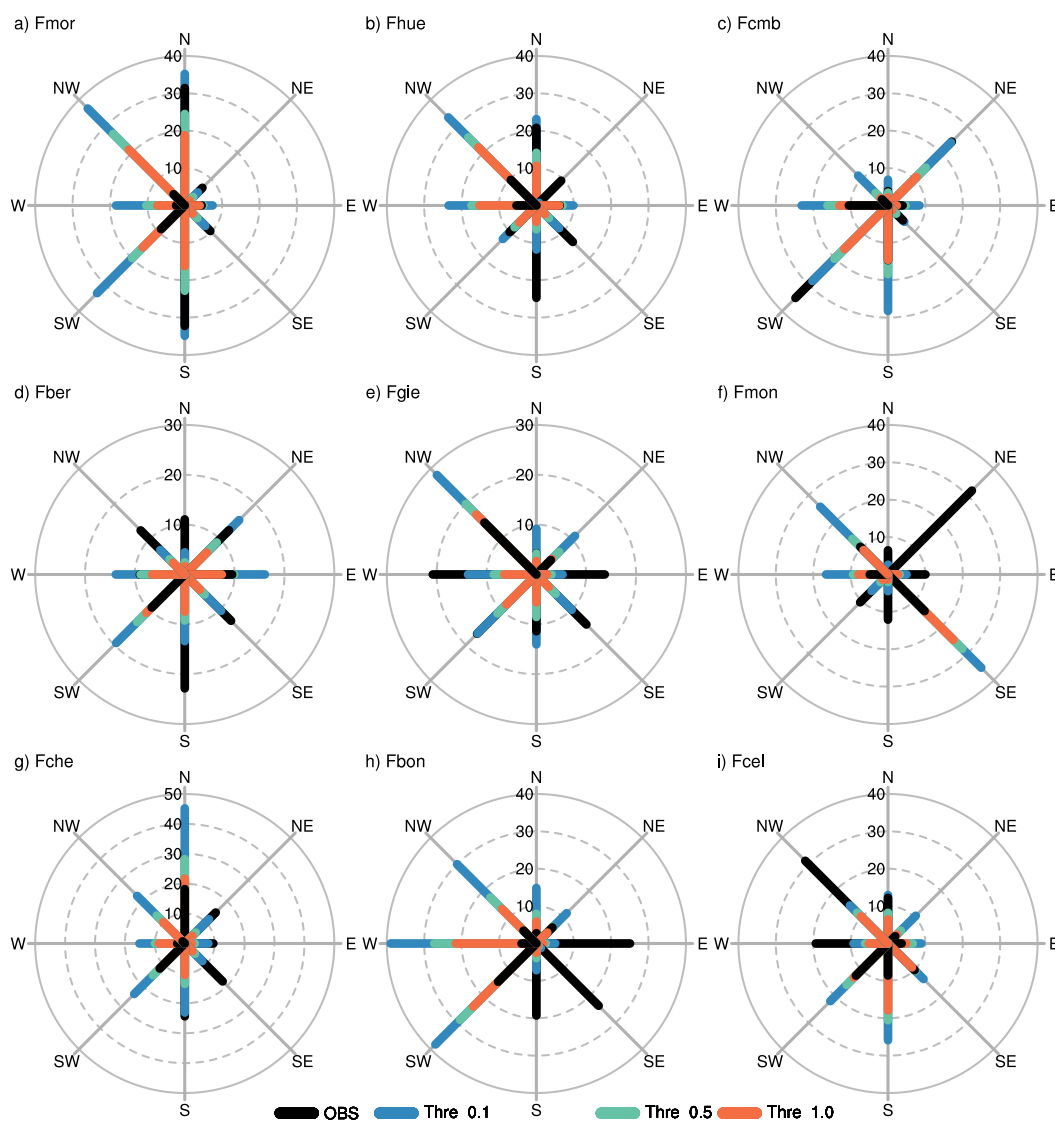 a) Fmor
b) Fhue
c) Fcmb
N
N
N
40
40
40
NW
NE
NW
NE
NW
NE
30
30
30
20
20
20
10
10
10
W
E
W
E
W
E
SW
SE
SW
SE
SW
SE
S
S
S
d) Fber
e) Fgie
f) Fmon
N
N
N
30
30
40
NW
NE
NW
NE
NW
NE
30
20
20
20
10
10
10
W
E
W
E
W
E
SW
SE
SW
SE
SW
SE
S
S
S
g) Fche
h) Fbon
i) Fcel
N
N
N
50
40
40
NW
NE
NW
NE
NW
NE
40
30
30
30
20
20
20
10
10
10
W
E
W
E
W
E
SW
SE
SW
SE
SW
SE
S
S
S
OBS Thre 0.1 Thre 0.5 Thre 1.0